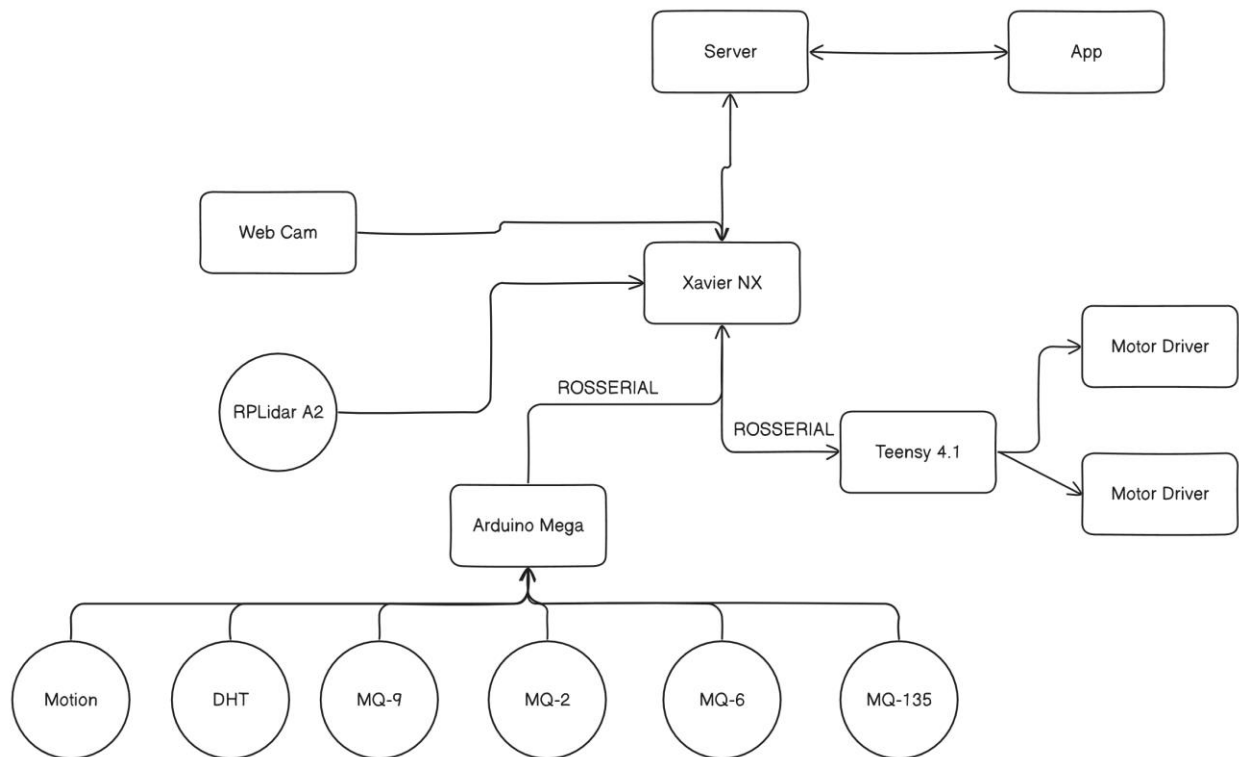 Server
App
Web Cam
Xavier NX
Motor Driver
RPLidar A2
ROSSERIAL
ROSSERIAL
Teensy 4.1
Motor Driver
Arduino Mega
Motion
DHT
MQ-9
MQ-2
MQ-6
MQ-135